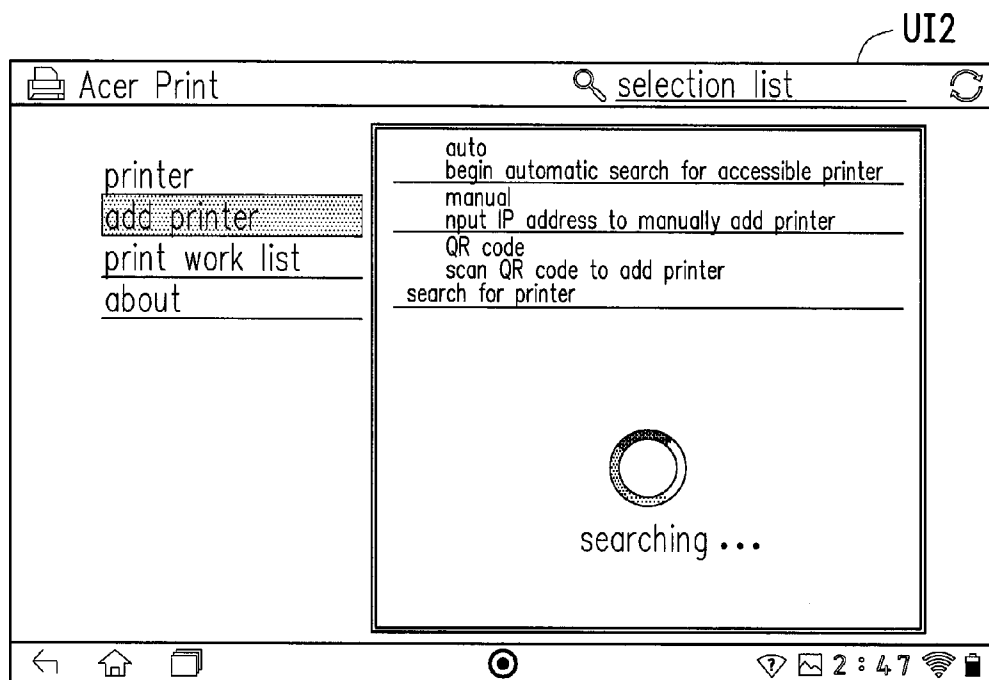 UI2
Acer Print
selection list
printer
add printer
print work list
about
auto
begin automatic search for accessible printer
manual
nput IP address to manually add printer
QR code
scan QR code to add printer
search for printer
searching ...
2:47